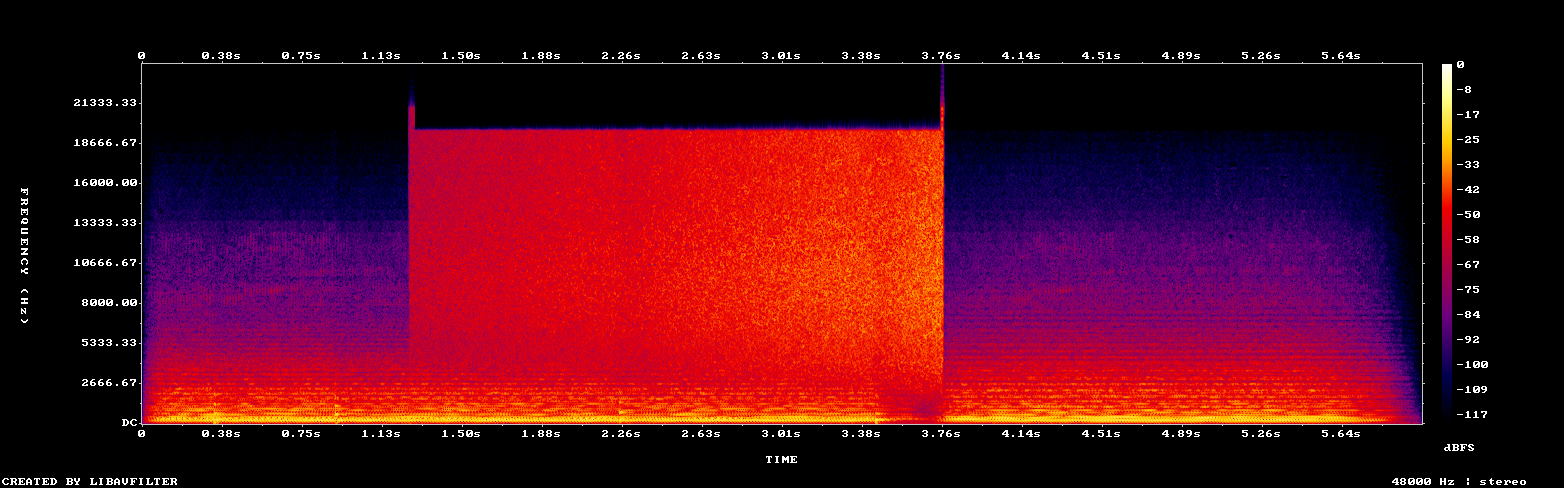 0 0.38s 0.75s 1.13s 1.50s 1.88s 2.26s 2.63s 3.01s 3.38s 3.76s 4.14s 4.51s 4.89s 5.26s 5.64s
0
-8
21333.33
-17
18666.67
-25
-33
16000.00
-42
-50
13333.33
-58
10666.67
-67
-75
8000.00
-84
-92
5333.33
-100
2666.67
-109
-117
DC
FREQUENCY (Hz)
0 0.38s 0.75s 1.13s 1.50s 1.88s 2.26s 2.63s 3.01s 3.38s 3.76s 4.14s 4.51s 4.89s 5.26s 5.64s
dBFS
TIME
CREATED BY LIBAVFILTER
48000 Hz | stereo